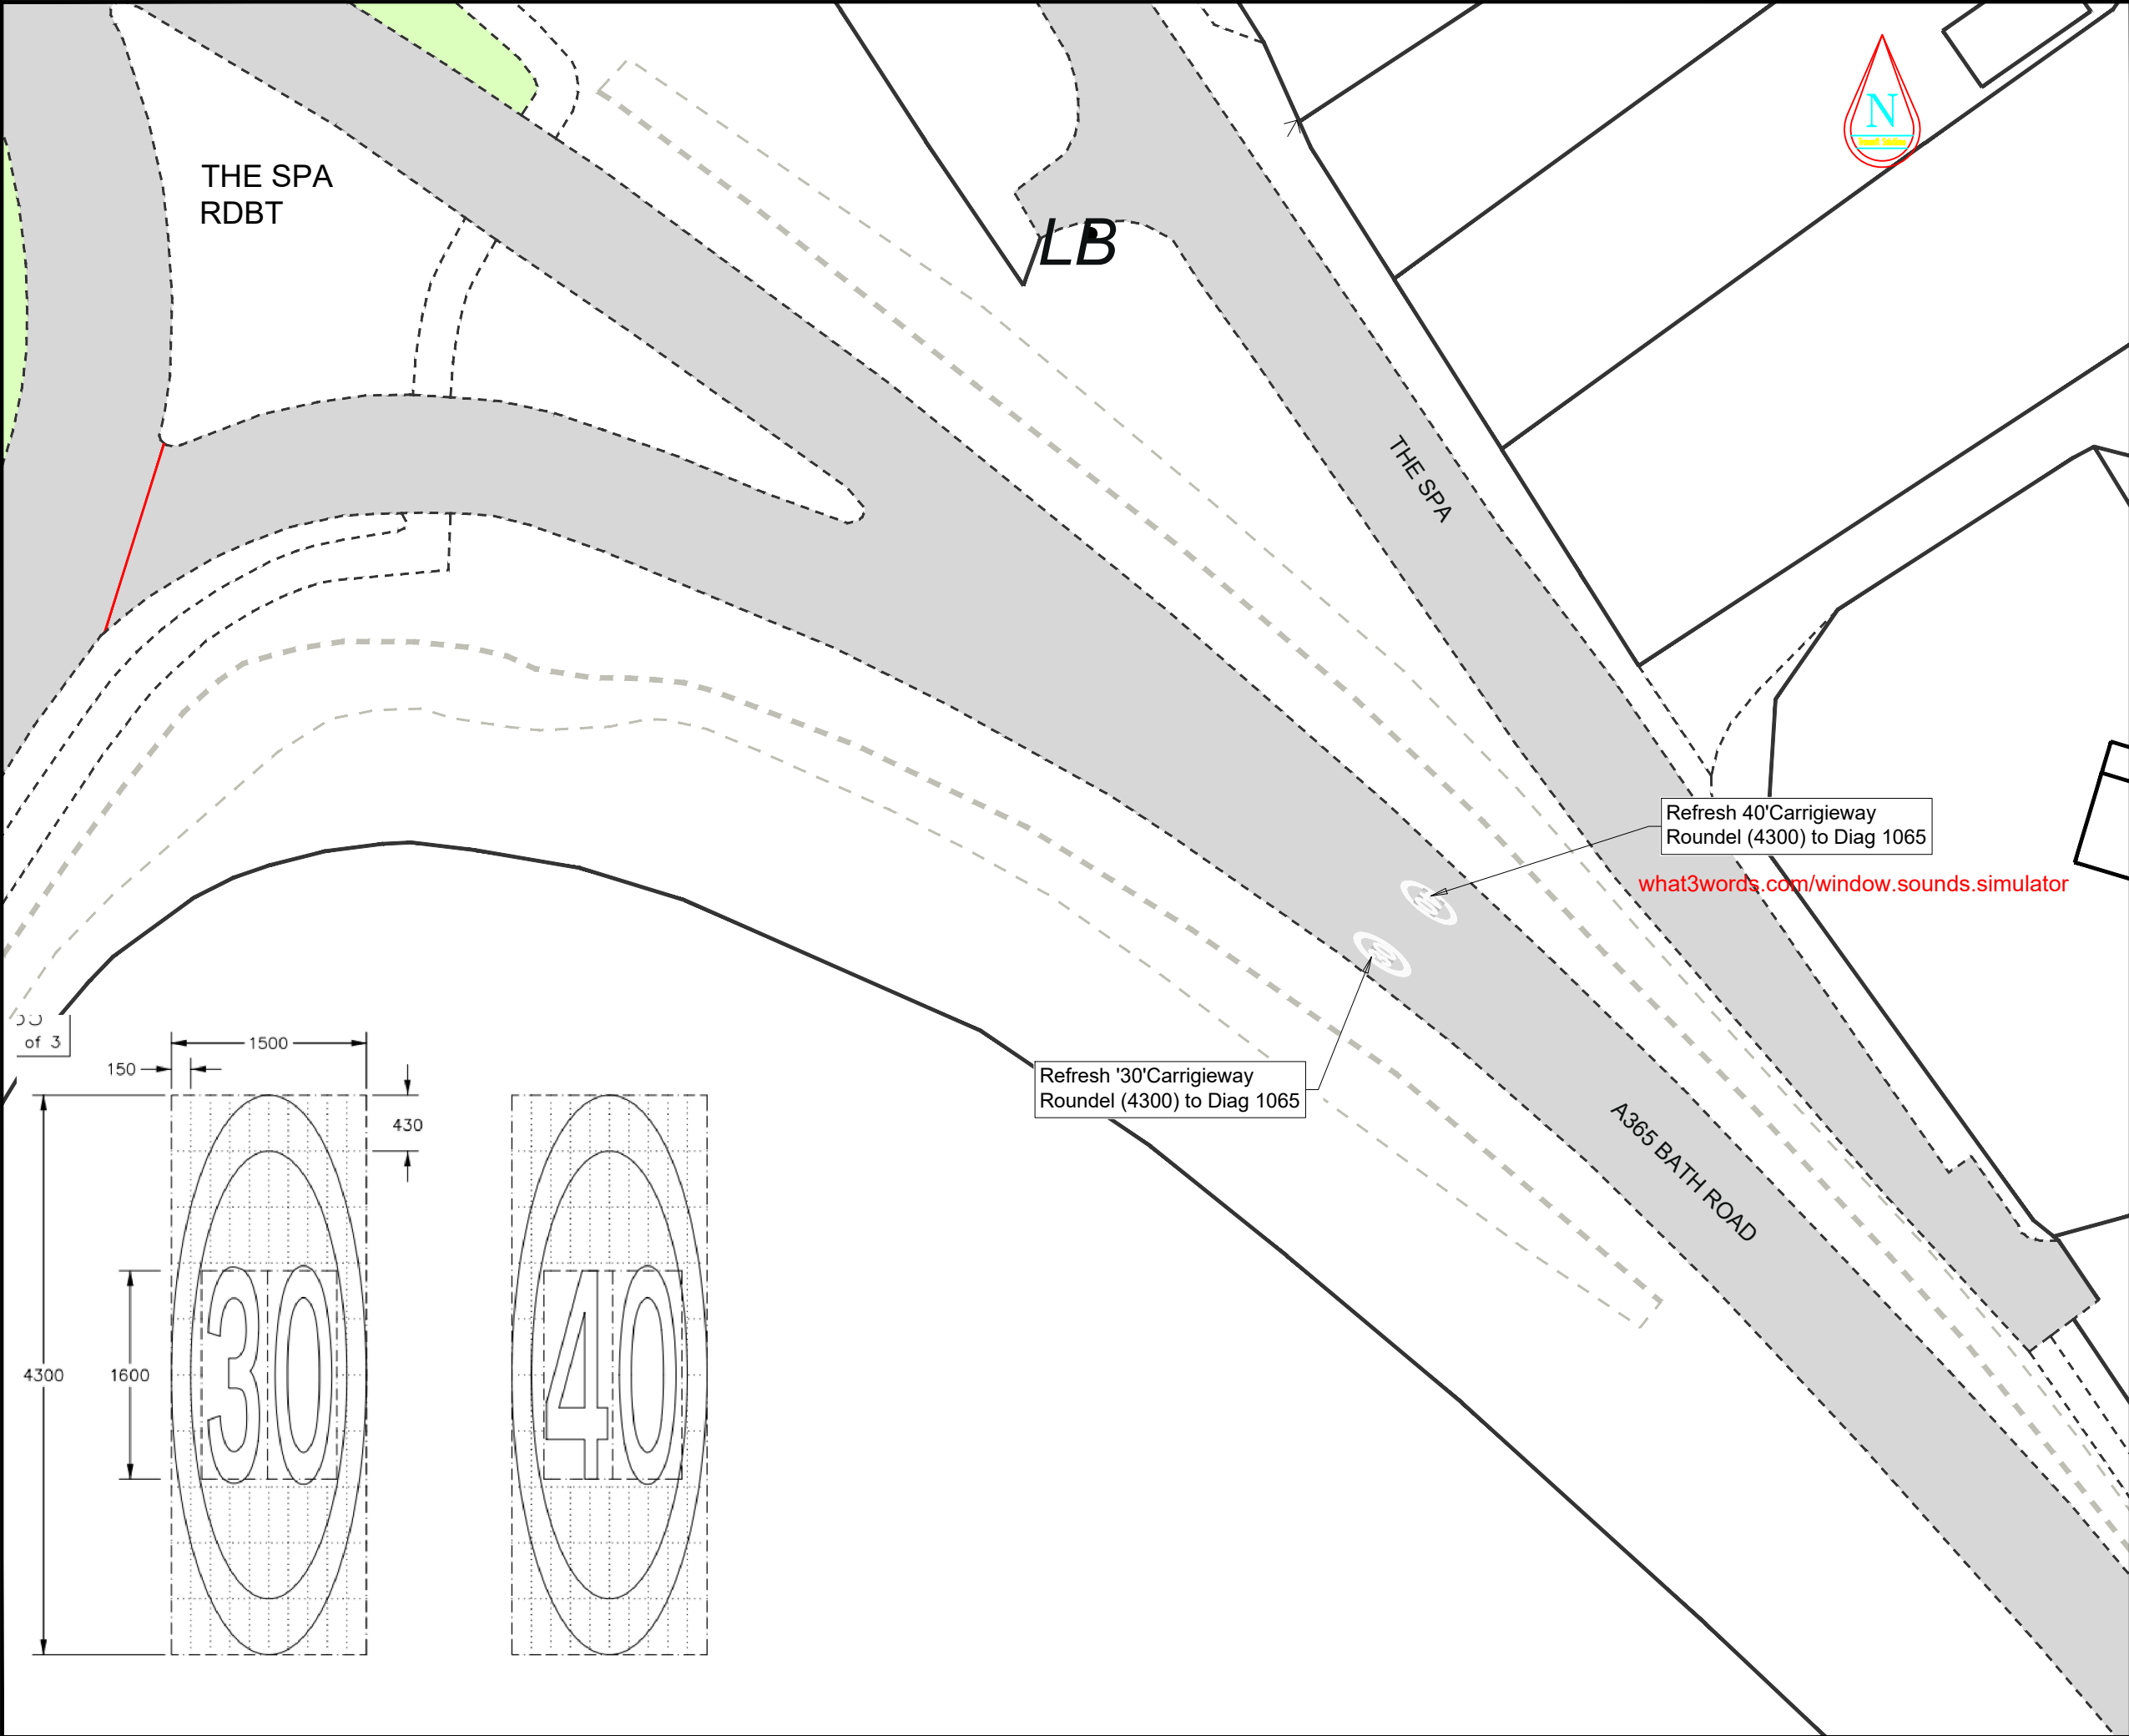 THE SPA
RDBT
LB
N
THE SPA
Refresh 40'Carrigieway
Roundel (4300) to Diag 1065
what3words.com/window.sounds.simulator
Refresh '30'Carrigieway
Roundel (4300) to Diag 1065
A365 BATH ROAD
of 3
1500
150
430
4300
1600
30
40